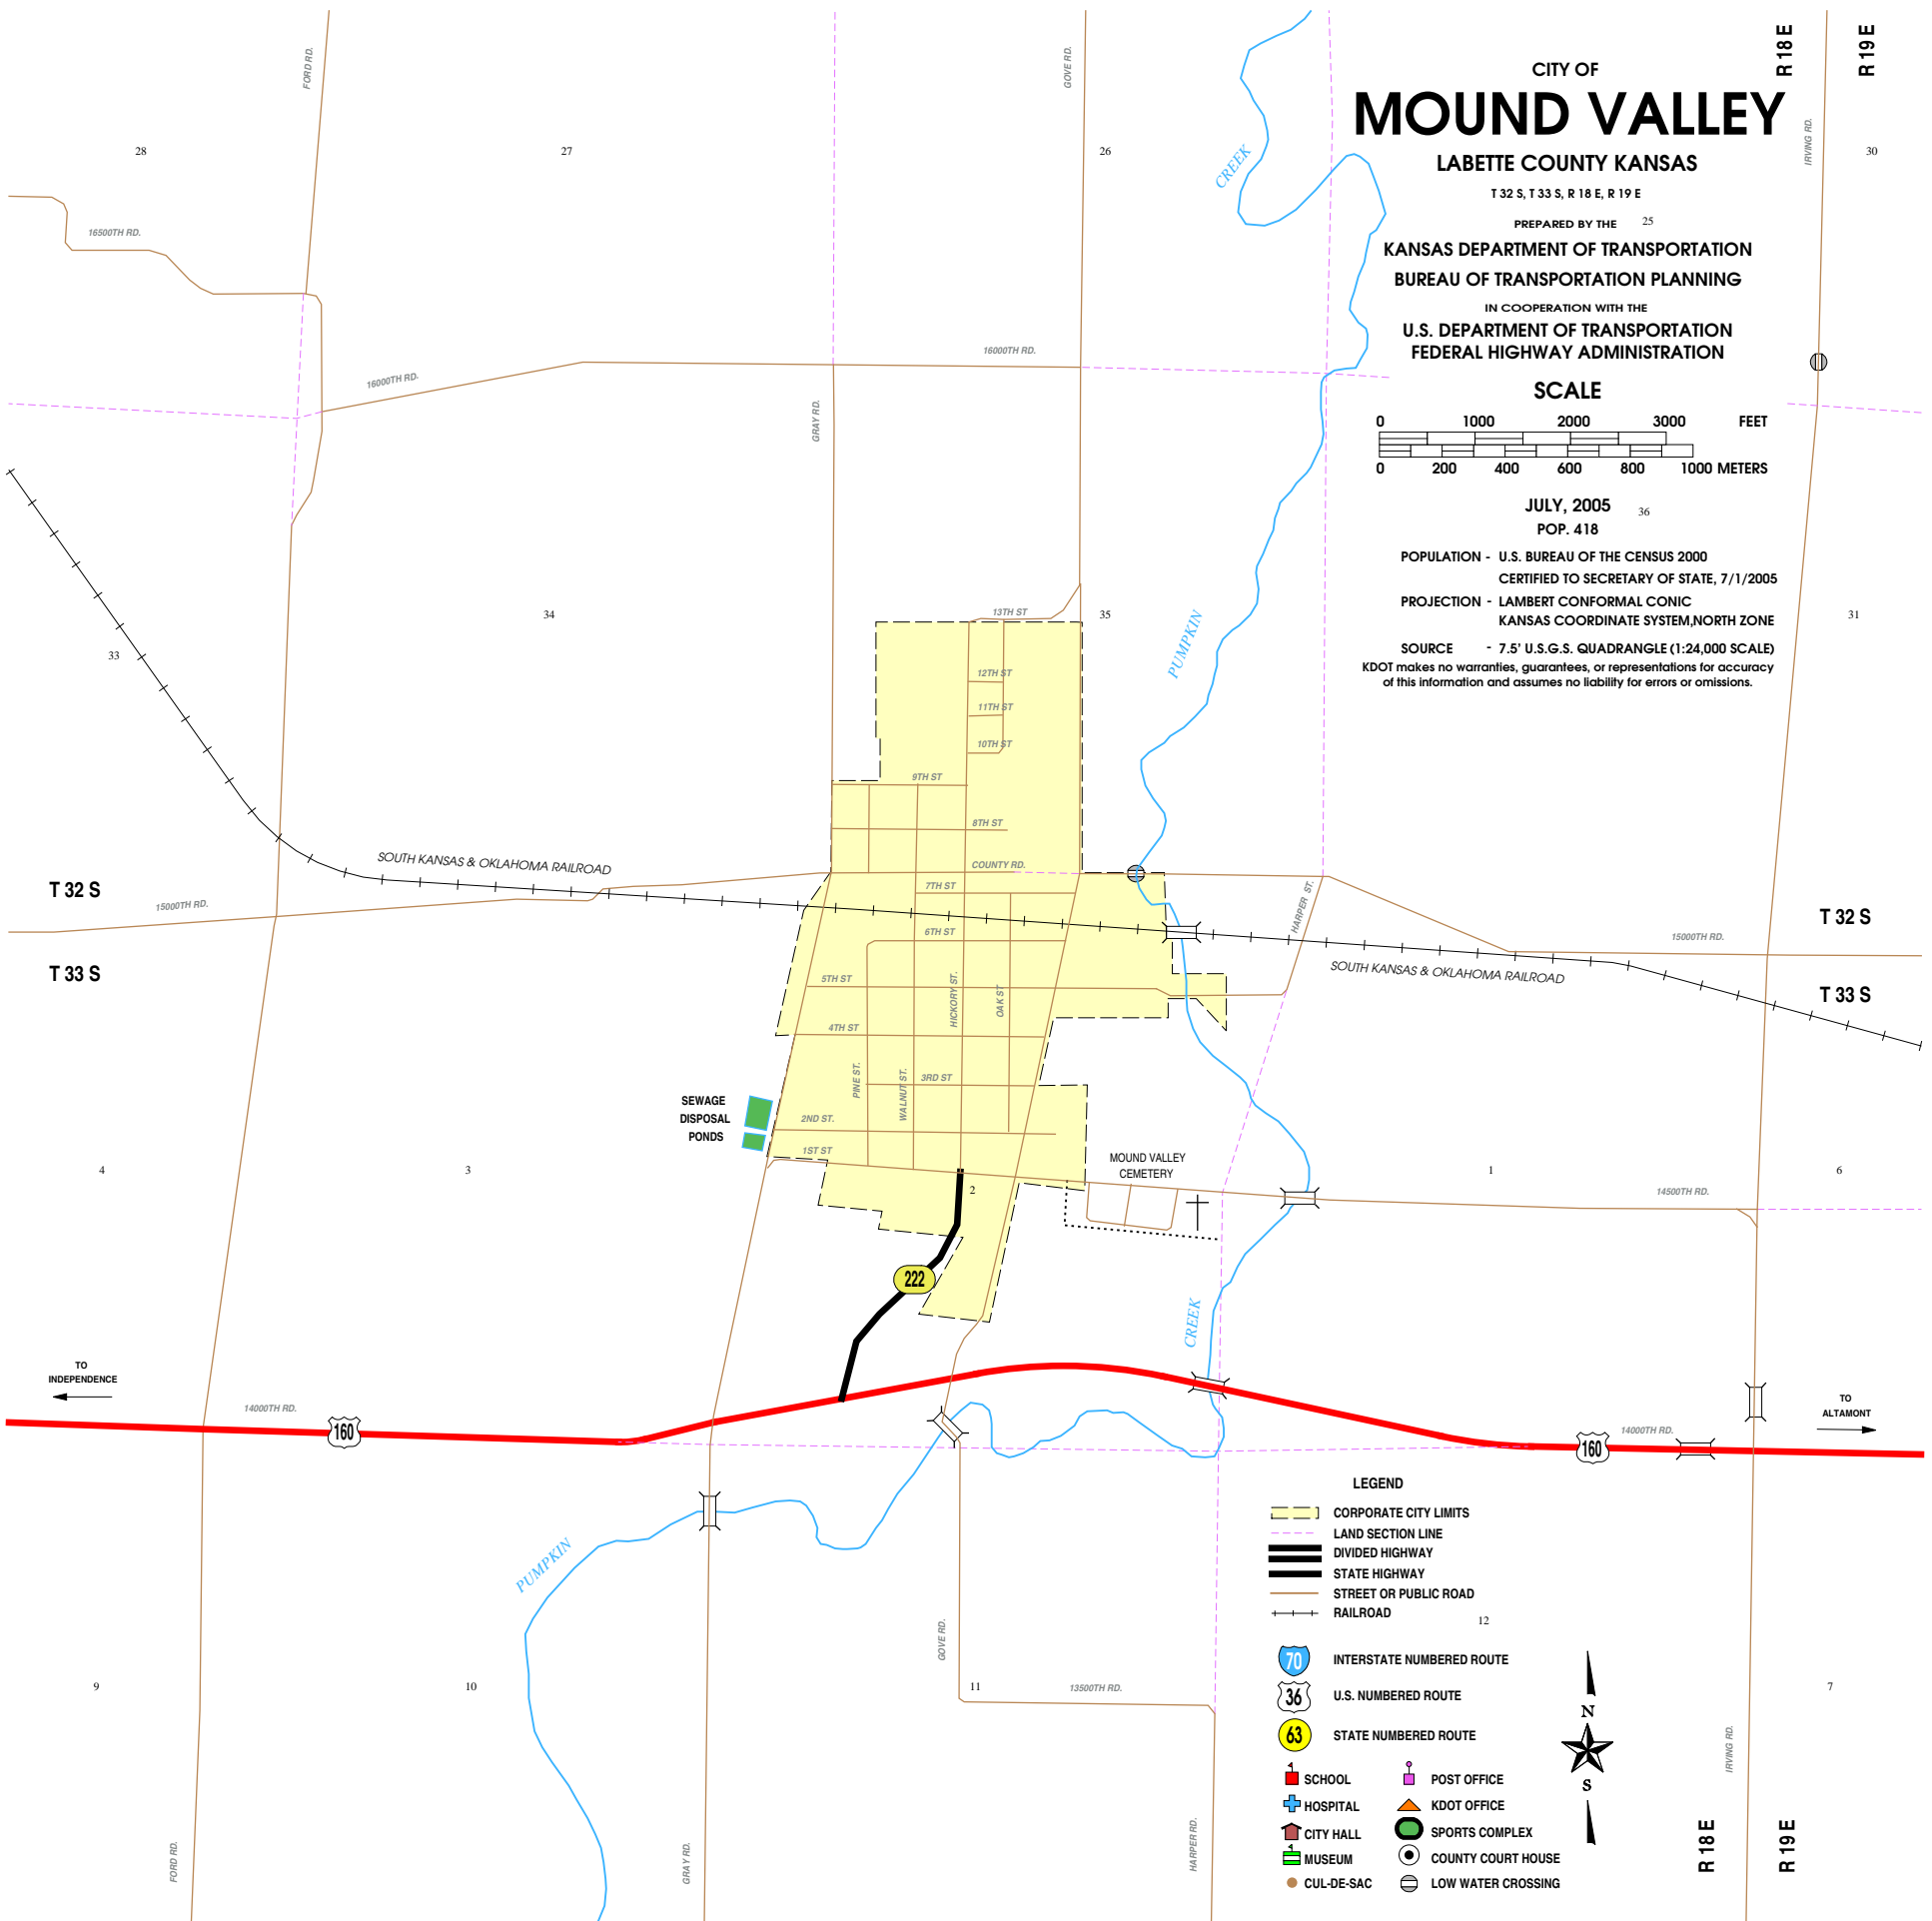 CITY OF
MOUND VALLEY
LABETTE COUNTY KANSAS
T 32 S, T 33 S, R 18 E, R 19 E
PREPARED BY THE
KANSAS DEPARTMENT OF TRANSPORTATION
BUREAU OF TRANSPORTATION PLANNING
IN COOPERATION WITH THE
U.S. DEPARTMENT OF TRANSPORTATION
FEDERAL HIGHWAY ADMINISTRATION
SCALE
0 1000 2000 3000 FEET
0 200 400 600 800 1000 METERS
JULY, 2005
POP. 418
POPULATION - U.S. BUREAU OF THE CENSUS 2000
CERTIFIED TO SECRETARY OF STATE, 7/1/2005
PROJECTION - LAMBERT CONFORMAL CONIC
KANSAS COORDINATE SYSTEM,NORTH ZONE
SOURCE - 7.5' U.S.G.S. QUADRANGLE (1:24,000 SCALE)
KDOT makes no warranties, guarantees, or representations for accuracy
of this information and assumes no liability for errors or omissions.
R 18 E
R 19 E
FORD RD.
GOVE RD.
IRVING RD.
28
27
26
25
30
CREEK
16500TH RD.
16000TH RD.
16000TH RD.
GRAY RD.
36
34
35
31
33
PUMPKIN
13TH ST
12TH ST
11TH ST
10TH ST
9TH ST
8TH ST
COUNTY RD.
7TH ST
6TH ST
5TH ST
4TH ST
3RD ST
2ND ST.
1ST ST
HICKORY ST.
OAK ST
PINE ST.
WALNUT ST.
HARPER ST.
SOUTH KANSAS & OKLAHOMA RAILROAD
SOUTH KANSAS & OKLAHOMA RAILROAD
T 32 S
T 33 S
15000TH RD.
T 32 S
T 33 S
15000TH RD.
SEWAGE
DISPOSAL
PONDS
MOUND VALLEY
CEMETERY
4
3
2
1
6
14500TH RD.
222
CREEK
TO
INDEPENDENCE
14000TH RD.
160
160
14000TH RD.
TO
ALTAMONT
PUMPKIN
GOVE RD.
13500TH RD.
9
10
11
12
7
FORD RD.
GRAY RD.
HARPER RD.
IRVING RD.
R 18 E
R 19 E
LEGEND
CORPORATE CITY LIMITS
LAND SECTION LINE
DIVIDED HIGHWAY
STATE HIGHWAY
STREET OR PUBLIC ROAD
RAILROAD
70 INTERSTATE NUMBERED ROUTE
36 U.S. NUMBERED ROUTE
63 STATE NUMBERED ROUTE
SCHOOL
HOSPITAL
CITY HALL
MUSEUM
CUL-DE-SAC
POST OFFICE
KDOT OFFICE
SPORTS COMPLEX
COUNTY COURT HOUSE
LOW WATER CROSSING
N
S